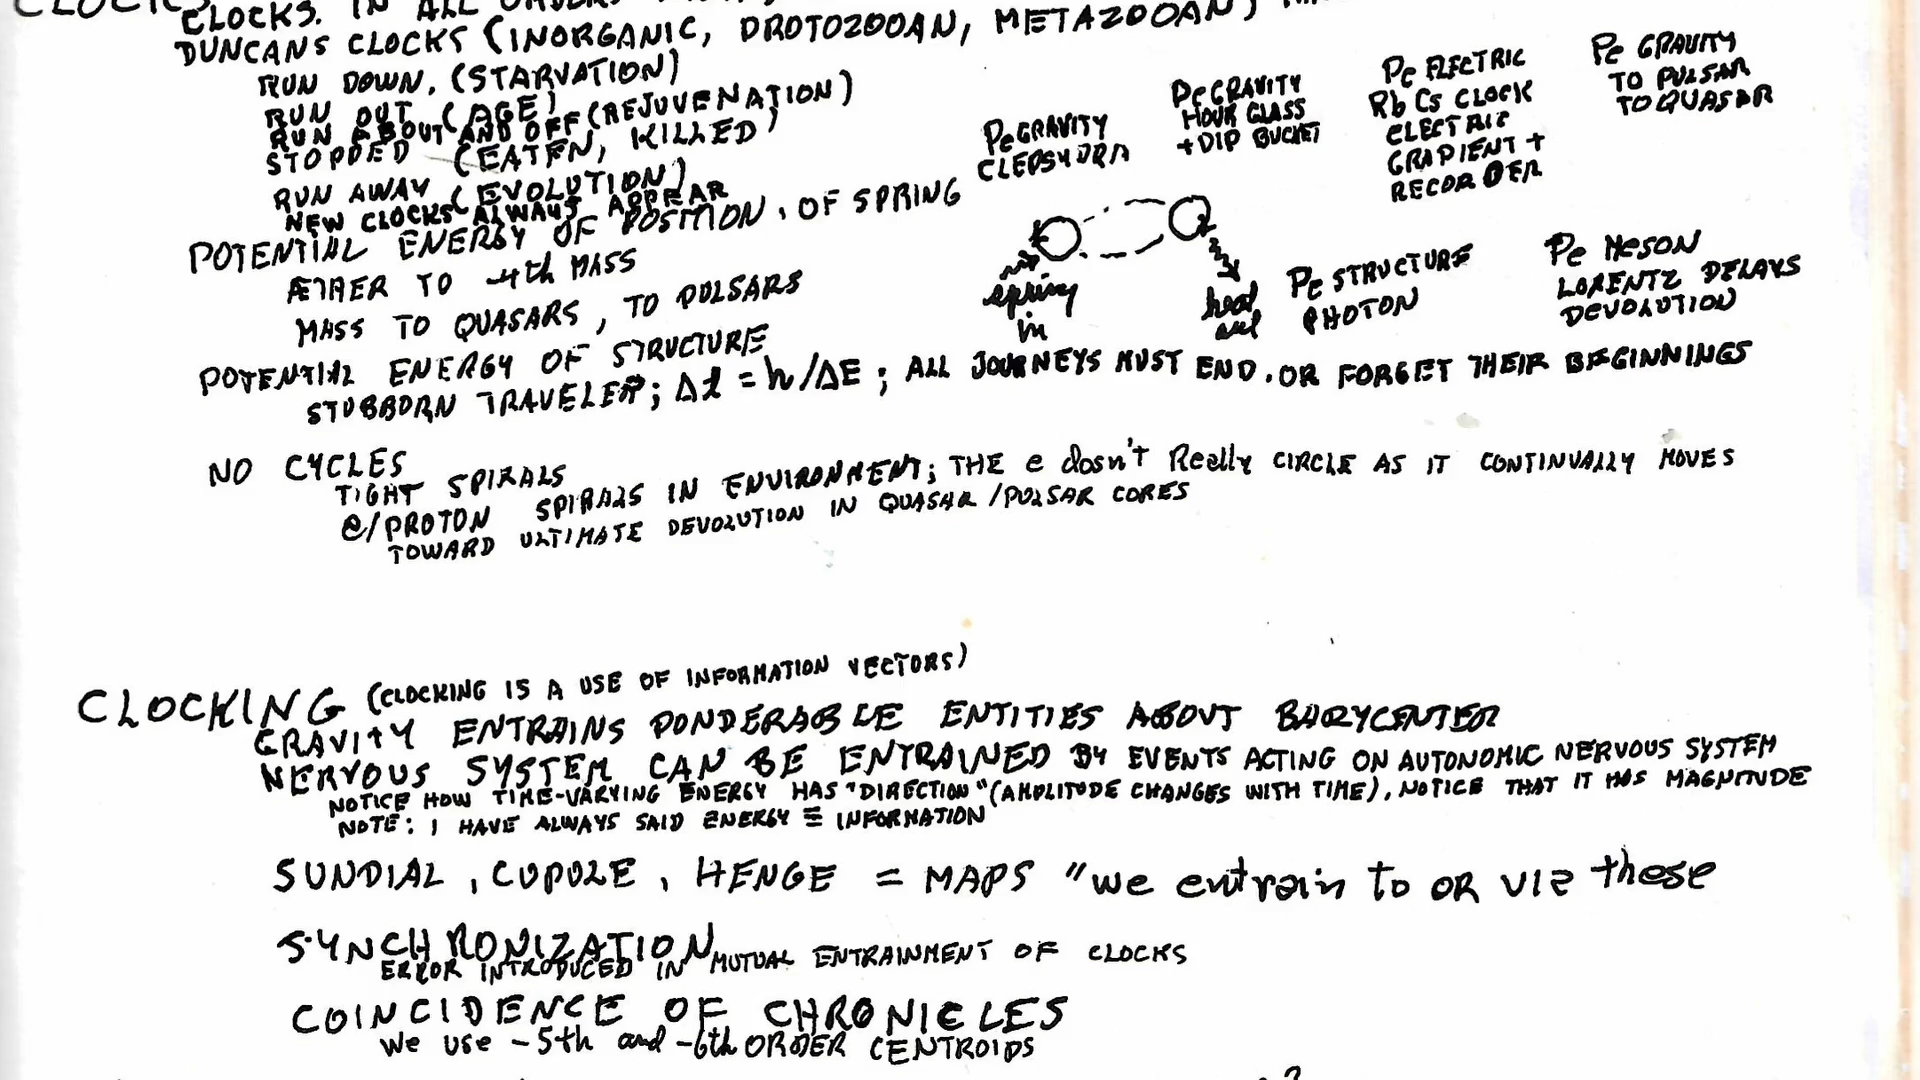 CLOCKS
CLOCKS. IN ALL ORDERS
DUNCANS CLOCKS (INORGANIC, PROTOZOOAN, METAZOOAN)
RUN DOWN. (STARVATION)
RUN OUT (AGE)
RUN ABOUT AND OFF (REJUVENATION)
STOPPED (EATEN, KILLED)
RUN AWAY (EVOLUTION)
NEW CLOCKS ALWAYS APPEAR
POTENTIAL ENERGY OF POSITION, OF SPRING
ÆTHER TO -4th MASS
MASS TO QUASARS, TO PULSARS
POTENTIAL ENERGY OF STRUCTURE
STUBBORN TRAVELER; Δt = h/ΔE; ALL JOURNEYS MUST END. OR FORGET THEIR BEGINNINGS
Pe GRAVITY
CLEPSYDRA
Pe GRAVITY
HOUR GLASS
+ DIP BUCKET
Pe ELECTRIC
Rb Cs CLOCK
ELECTRIC
GRADIENT +
RECORDER
Pe GRAVITY
TO PULSAR
TO QUASAR
spring
in
heat
out
Pe STRUCTURE
PHOTON
Pe MESON
LORENTZ DELAYS
DEVOLUTION
NO CYCLES
TIGHT SPIRALS
e/PROTON SPIRALS IN ENVIRONMENT; THE e dosn't Really CIRCLE AS IT CONTINUALLY MOVES
TOWARD ULTIMATE DEVOLUTION IN QUASAR/PULSAR CORES
CLOCKING (CLOCKING IS A USE OF INFORMATION VECTORS)
GRAVITY ENTRAINS PONDERABLE ENTITIES ABOUT BARYCENTER
NERVOUS SYSTEM CAN BE ENTRAINED BY EVENTS ACTING ON AUTONOMIC NERVOUS SYSTEM
NOTICE HOW TIME-VARYING ENERGY HAS "DIRECTION" (AMPLITUDE CHANGES WITH TIME), NOTICE THAT IT HAS MAGNITUDE
NOTE: I HAVE ALWAYS SAID ENERGY ≡ INFORMATION
SUNDIAL, CUPOLE, HENGE = MAPS "we entrain to OR VIE these
SYNCHRONIZATION MUTUAL ENTRAINMENT OF CLOCKS
ERROR INTRODUCED IN
COINCIDENCE OF CHRONICLES
We use -5th and -6th ORDER CENTROIDS